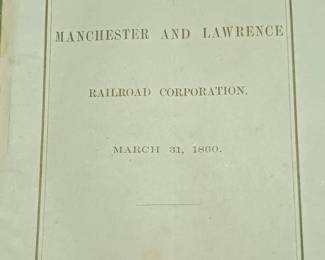 MANCHESTER AND LAWRENCE
RAILROAD CORPORATION.
MARCH 31, 1860.